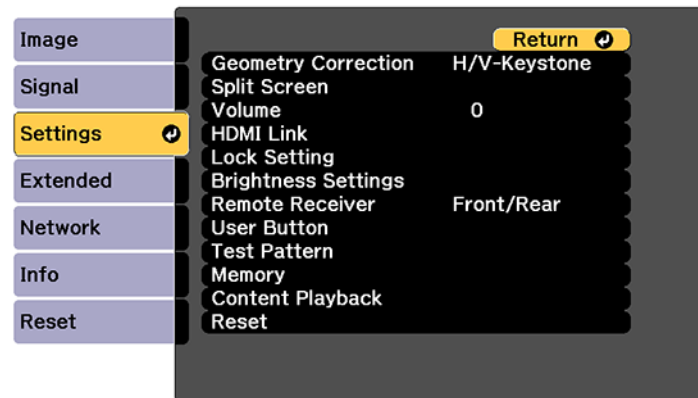 Image
Signal
Settings
Extended
Network
Info
Reset
Return
Geometry Correction H/V-Keystone
Split Screen
Volume 0
HDMI Link
Lock Setting
Brightness Settings
Remote Receiver Front/Rear
User Button
Test Pattern
Memory
Content Playback
Reset